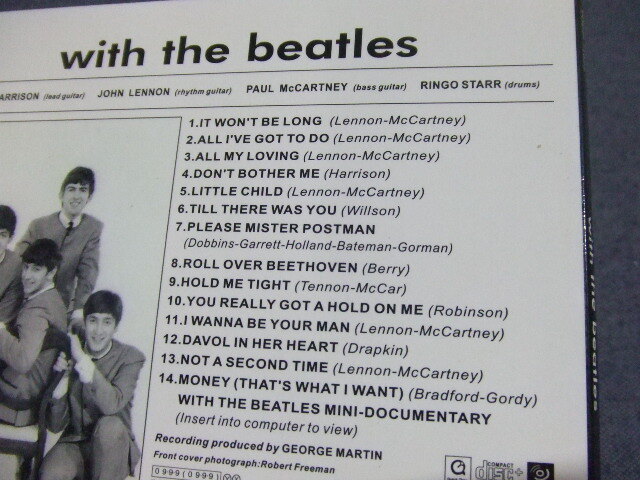 with the beatles
ARRISON (lead guitar) JOHN LENNON (rhythm guitar) PAUL McCARTNEY (bass guitar) RINGO STARR (drums)
1.IT WON'T BE LONG (Lennon-McCartney)
2.ALL I'VE GOT TO DO (Lennon-McCartney)
3.ALL MY LOVING (Lennon-McCartney)
4.DON'T BOTHER ME (Harrison)
5.LITTLE CHILD (Lennon-McCartney)
6.TILL THERE WAS YOU (Willson)
7.PLEASE MISTER POSTMAN
(Dobbins-Garrett-Holland-Bateman-Gorman)
8.ROLL OVER BEETHOVEN (Berry)
9.HOLD ME TIGHT (Tennon-McCar)
10.YOU REALLY GOT A HOLD ON ME (Robinson)
11.I WANNA BE YOUR MAN (Lennon-McCartney)
12.DAVOL IN HER HEART (Drapkin)
13.NOT A SECOND TIME (Lennon-McCartney)
14.MONEY (THAT'S WHAT I WANT) (Bradford-Gordy)
WITH THE BEATLES MINI-DOCUMENTARY
(Insert into computer to view)
Recording produced by GEORGE MARTIN
Front cover photograph:Robert Freeman
0999(0999)
COMPACT
disc+
with the beatles